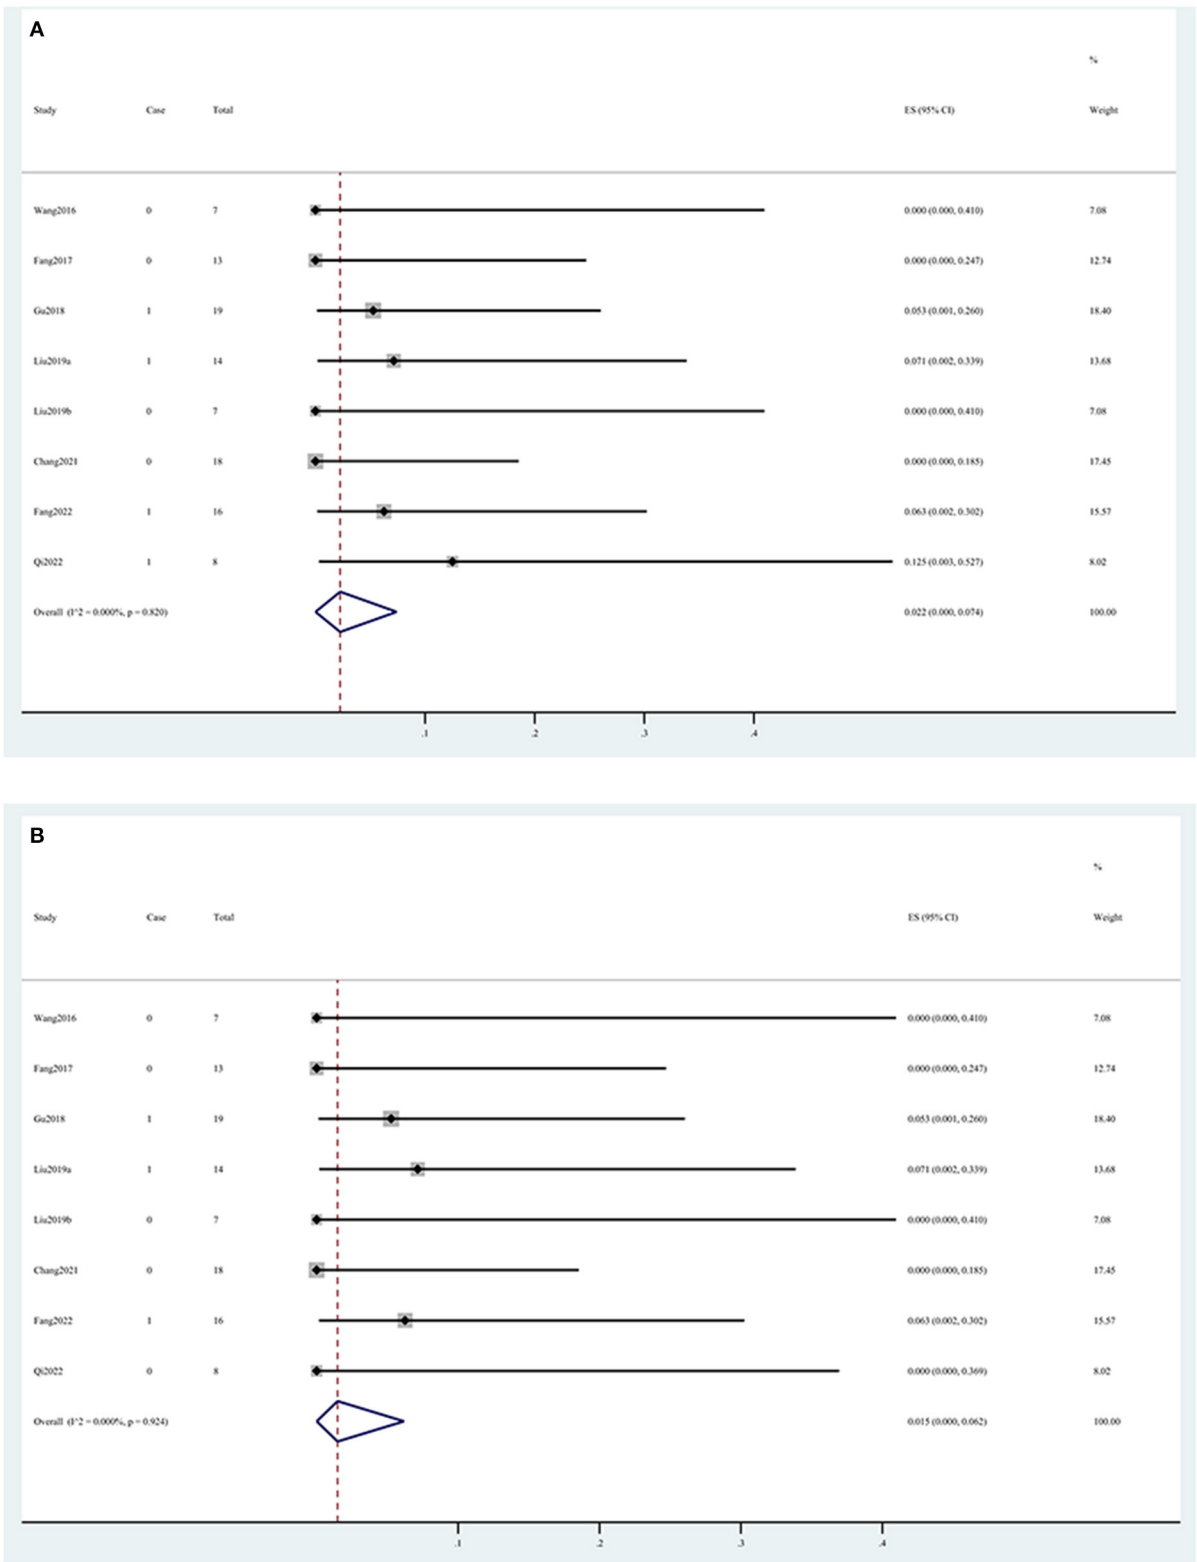 A
%
Study Case Total ES (95% CI) Weight
Wang2016 0 7 0.000 (0.000, 0.410) 7.08
Fang2017 0 13 0.000 (0.000, 0.247) 12.74
Gu2018 1 19 0.053 (0.001, 0.260) 18.40
Liu2019a 1 14 0.071 (0.002, 0.339) 13.68
Liu2019b 0 7 0.000 (0.000, 0.410) 7.08
Chang2021 0 18 0.000 (0.000, 0.185) 17.45
Fang2022 1 16 0.063 (0.002, 0.302) 15.57
Qi2022 1 8 0.125 (0.003, 0.527) 8.02
Overall (I^2 = 0.000%, p = 0.820) 0.022 (0.000, 0.074) 100.00
.1 .2 .3 .4
B
%
Study Case Total ES (95% CI) Weight
Wang2016 0 7 0.000 (0.000, 0.410) 7.08
Fang2017 0 13 0.000 (0.000, 0.247) 12.74
Gu2018 1 19 0.053 (0.001, 0.260) 18.40
Liu2019a 1 14 0.071 (0.002, 0.339) 13.68
Liu2019b 0 7 0.000 (0.000, 0.410) 7.08
Chang2021 0 18 0.000 (0.000, 0.185) 17.45
Fang2022 1 16 0.063 (0.002, 0.302) 15.57
Qi2022 0 8 0.000 (0.000, 0.369) 8.02
Overall (I^2 = 0.000%, p = 0.924) 0.015 (0.000, 0.062) 100.00
.1 .2 .3 .4